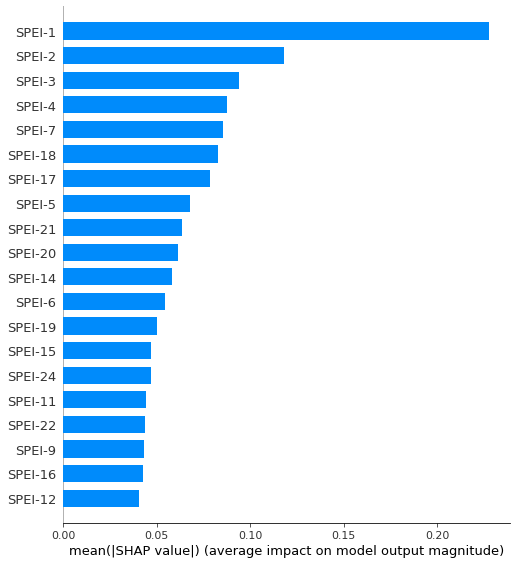 SPEI-1
SPEI-2
SPEI-3
SPEI-4
SPEI-7
SPEI-18
SPEI-17
SPEI-5
SPEI-21
SPEI-20
SPEI-14
SPEI-6
SPEI-19
SPEI-15
SPEI-24
SPEI-11
SPEI-22
SPEI-9
SPEI-16
SPEI-12
0.00 0.05 0.10 0.15 0.20
mean(|SHAP value|) (average impact on model output magnitude)